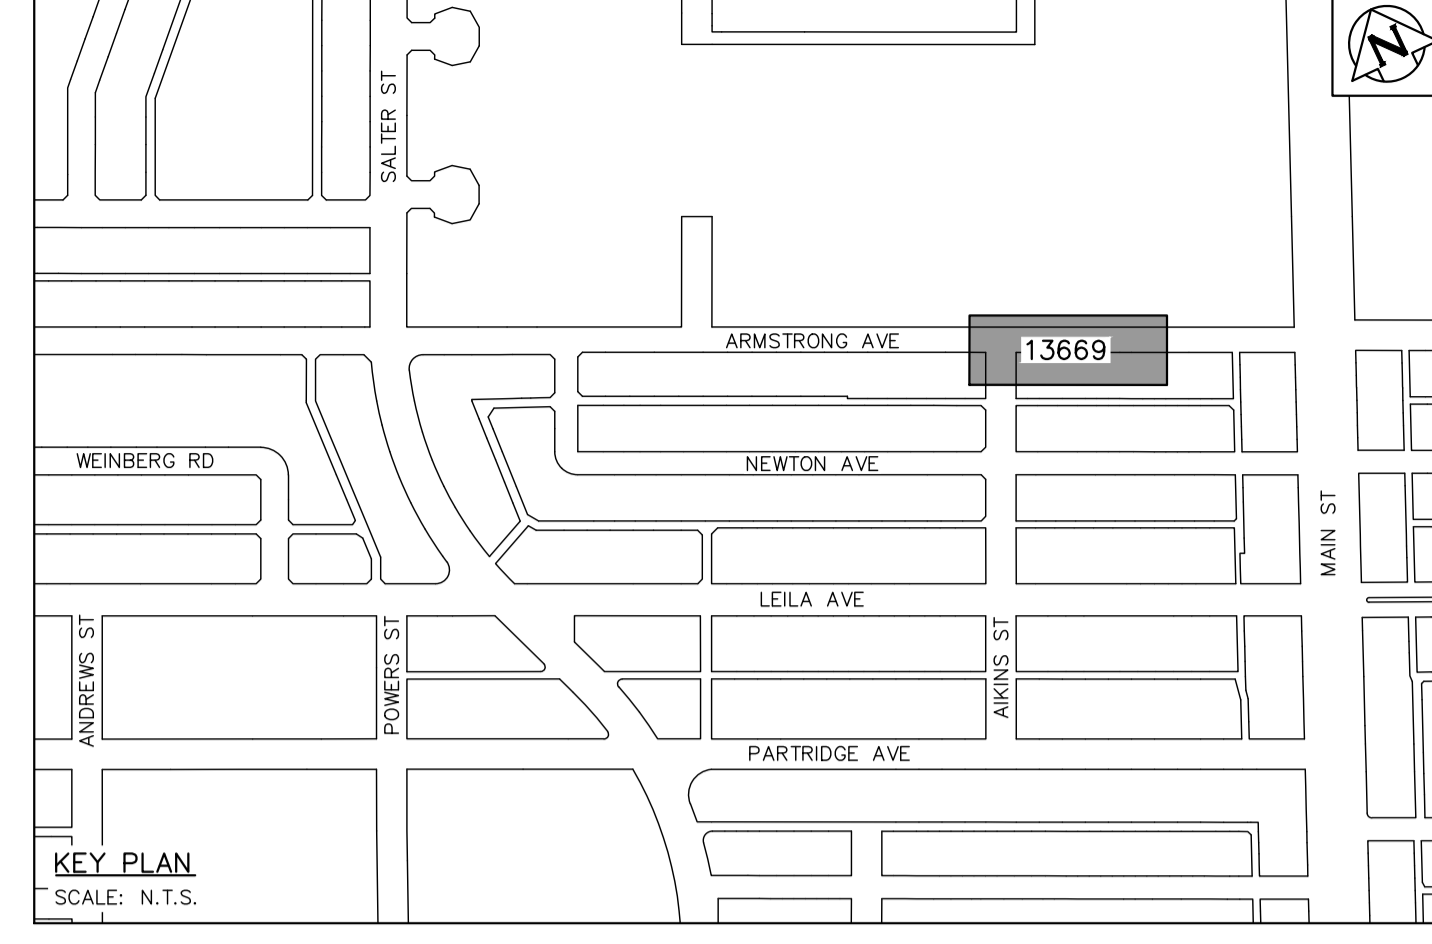 N
SALTER ST
ARMSTRONG AVE
13669
WEINBERG RD
NEWTON AVE
MAIN ST
LEILA AVE
ANDREWS ST
POWERS ST
AIKINS ST
PARTRIDGE AVE
KEY PLAN
SCALE: N.T.S.